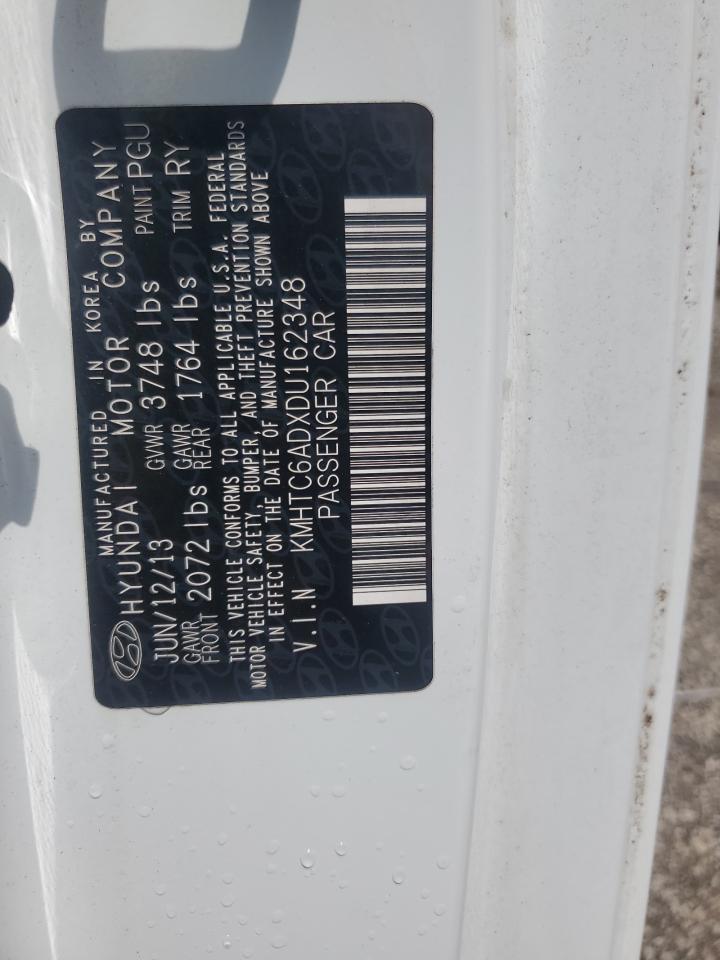 MANUFACTURED IN KOREA BY
HYUNDAI MOTOR COMPANY
JUN/12/13 GVWR 3748 lbs PAINT PGU
GAWR FRONT 2072 lbs GAWR REAR 1764 lbs TRIM RY
THIS VEHICLE CONFORMS TO ALL APPLICABLE U.S.A. FEDERAL
MOTOR VEHICLE SAFETY, BUMPER, AND THEFT PREVENTION STANDARDS
IN EFFECT ON THE DATE OF MANUFACTURE SHOWN ABOVE
V.I.N KMHTC6ADXDU162348
PASSENGER CAR